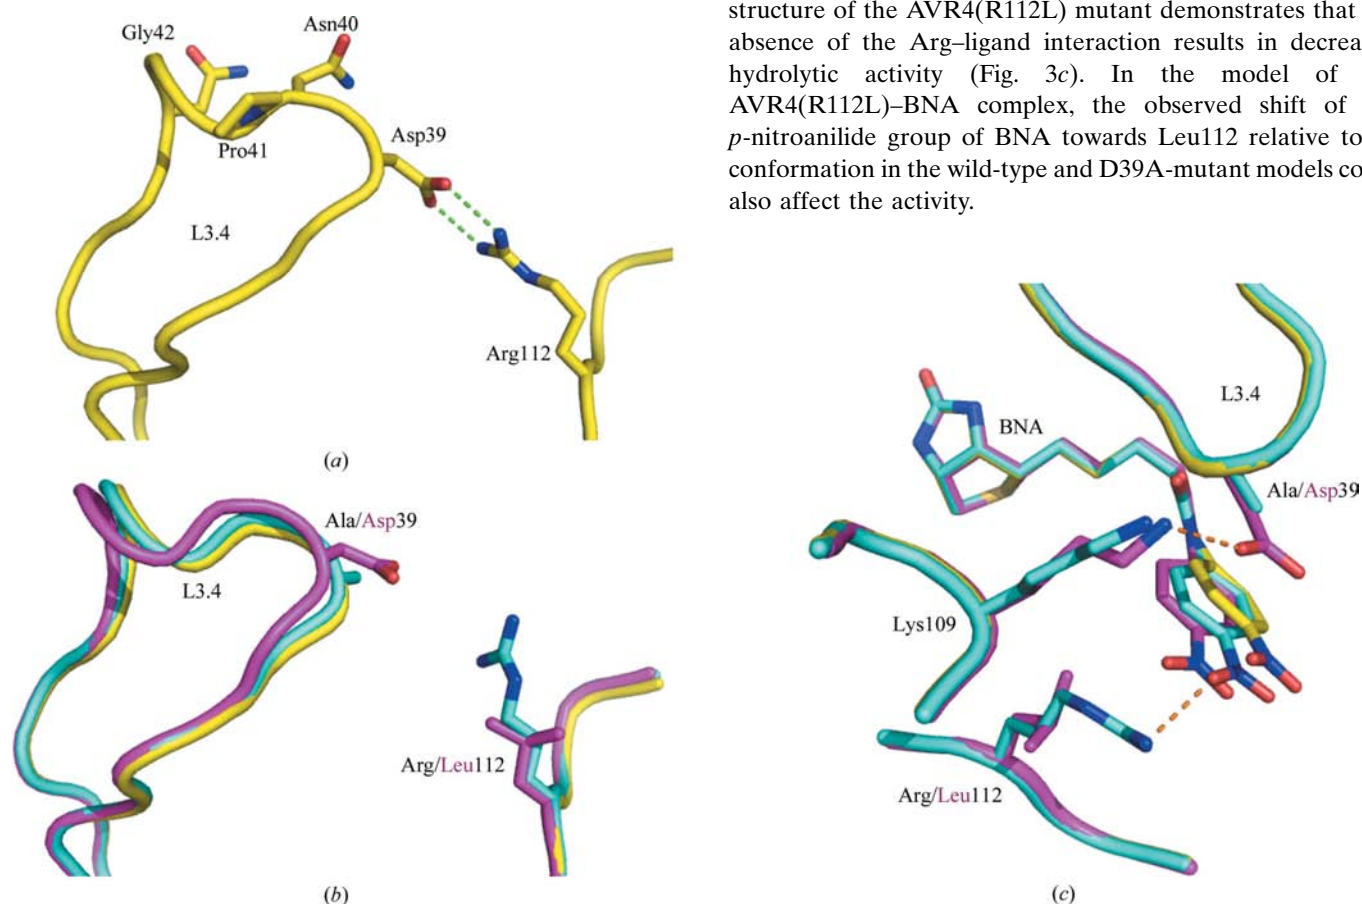 structure of the AVR4(R112L) mutant demonstrates that
absence of the Arg–ligand interaction results in decrea
hydrolytic activity (Fig. 3c). In the model of
AVR4(R112L)–BNA complex, the observed shift of
p-nitroanilide group of BNA towards Leu112 relative to
conformation in the wild-type and D39A-mutant models co
also affect the activity.
Gly42
Asn40
Asp39
Pro41
L3.4
Arg112
(a)
Ala/Asp39
L3.4
Arg/Leu112
(b)
L3.4
BNA
Ala/Asp39
Lys109
Arg/Leu112
(c)